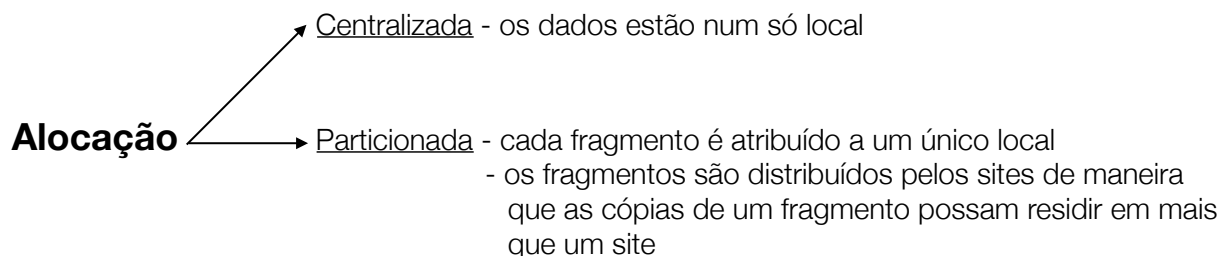 Centralizada - os dados estão num só local
Alocação
Particionada - cada fragmento é atribuído a um único local
- os fragmentos são distribuídos pelos sites de maneira
que as cópias de um fragmento possam residir em mais
que um site